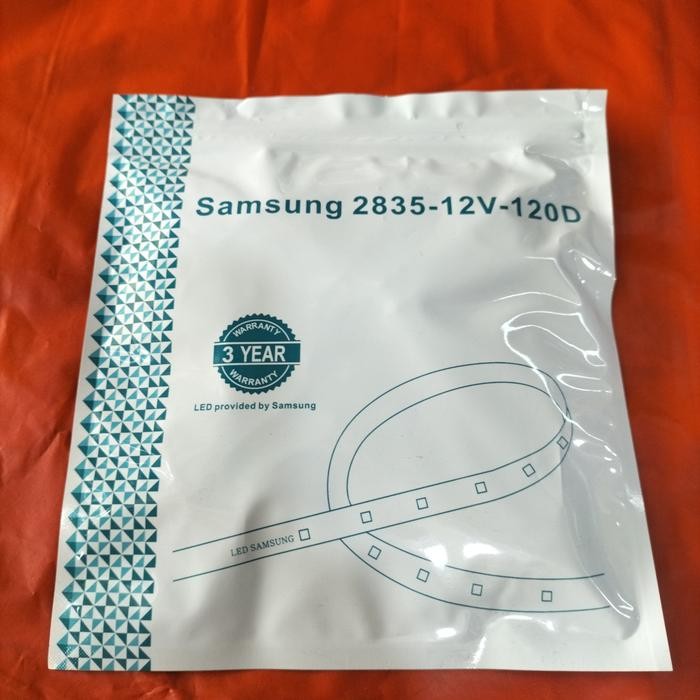 Samsung 2835-12V-120D
WARRANTY
3 YEAR
WARRANTY
LED provided by Samsung
LED SAMSUNG